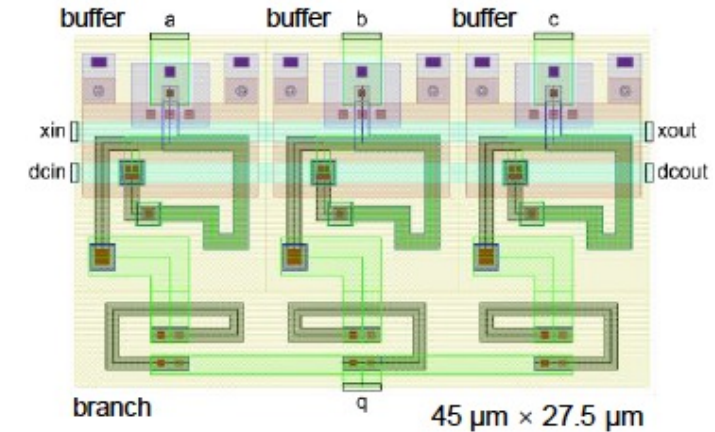 buffer a buffer b buffer c
xin xout
dcin dcout
branch q 45 μm × 27.5 μm